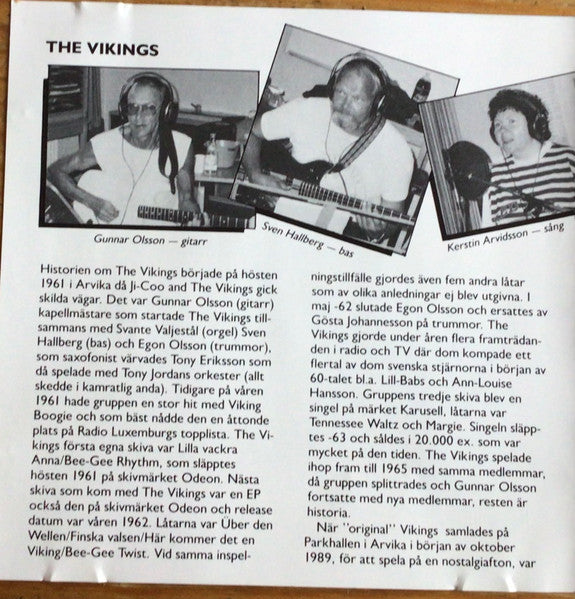 THE VIKINGS
Gunnar Olsson — gitarr
Sven Hallberg — bas
Kerstin Arvidsson — sång
Historien om The Vikings började på hösten
1961 i Arvika då Ji-Coo and The Vikings gick
skilda vägar. Det var Gunnar Olsson (gitarr)
kapellmästare som startade The Vikings till-
sammans med Svante Valjestål (orgel) Sven
Hallberg (bas) och Egon Olsson (trummor),
som saxofonist värvades Tony Eriksson som
då spelade med Tony Jordans orkester (allt
skedde i kamratlig anda). Tidigare på våren
1961 hade gruppen en stor hit med Viking
Boogie och som bäst nådde den en åttonde
plats på Radio Luxemburgs topplista. The Vi-
kings första egna skiva var Lilla vackra
Anna/Bee-Gee Rhythm, som släpptes
hösten 1961 på skivmärket Odeon. Nästa
skiva som kom med The Vikings var en EP
också den på skivmärket Odeon och release
datum var våren 1962. Låtarna var Über den
Wellen/Finska valsen/Här kommer det en
Viking/Bee-Gee Twist. Vid samma inspel-
ningstillfälle gjordes även fem andra låtar
som av olika anledningar ej blev utgivna. I
maj -62 slutade Egon Olsson och ersattes av
Gösta Johannesson på trummor. The
Vikings gjorde under åren flera framträdan-
den i radio och TV där dom kompade ett
flertal av dom svenska stjärnorna i början av
60-talet bl.a. Lill-Babs och Ann-Louise
Hansson. Gruppens tredje skiva blev en
singel på märket Karusell, låtarna var
Tennessee Waltz och Margie. Singeln släpp-
tes -63 och såldes i 20.000 ex. som var
mycket på den tiden. The Vikings spelade
ihop fram till 1965 med samma medlemmar,
då gruppen splittrades och Gunnar Olsson
fortsatte med nya medlemmar, resten är
historia.
När "original" Vikings samlades på
Parkhallen i Arvika i början av oktober
1989, för att spela på en nostalgiafton, var